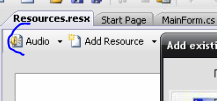 Resources.resx Start Page MainForm.cs
Audio Add Resource
Add existi